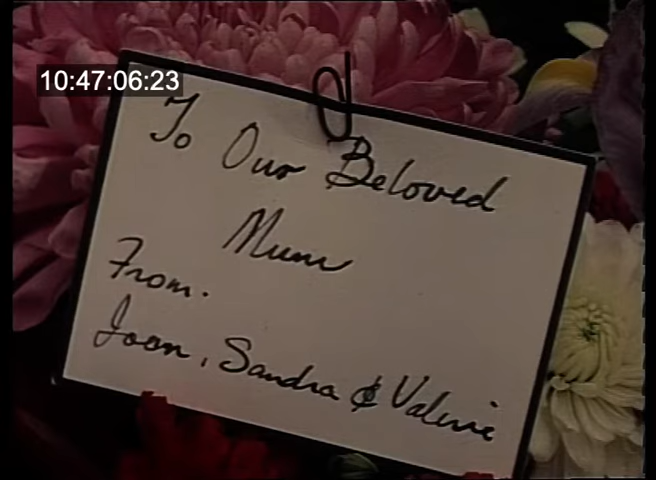 10:47:06:23
To Our Beloved
Mum
From.
Joan, Sandra & Valerie